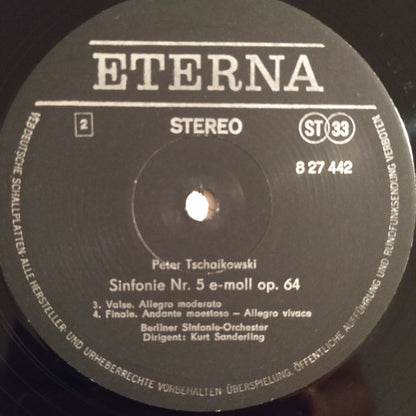 ETERNA
2
STEREO
ST 33
8 27 442
Peter Tschaikowski
Sinfonie Nr. 5 e-moll op. 64
3. Valse. Allegro moderato
4. Finale. Andante maestoso – Allegro vivace
Berliner Sinfonie-Orchester
Dirigent: Kurt Sanderling
VEB DEUTSCHE SCHALLPLATTEN · ALLE HERSTELLER- UND URHEBERRECHTE VORBEHALTEN · ÜBERSPIELUNG, ÖFFENTLICHE AUFFÜHRUNG UND RUNDFUNKSENDUNG VERBOTEN